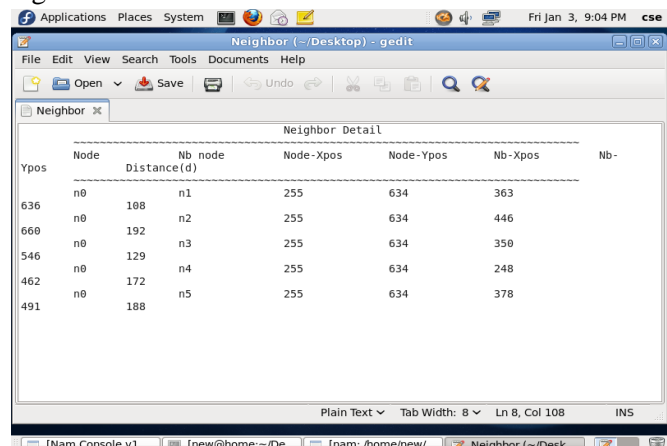 Applications Places System Fri Jan 3, 9:04 PM cse
Neighbor (~/Desktop) - gedit
File Edit View Search Tools Documents Help
Open Save Undo
Neighbor
Neighbor Detail
~~~~~~~~~~~~~~~~~~~~~~~~~~~~~~~~~~~~~~~~~~~~~~~~~~~~~~~~~~~~~~~~~~~~~~~~~~~~~
Node Nb node Node-Xpos Node-Ypos Nb-Xpos Nb-
Ypos Distance(d)
~~~~~~~~~~~~~~~~~~~~~~~~~~~~~~~~~~~~~~~~~~~~~~~~~~~~~~~~~~~~~~~~~~~~~~~~~~~~~
n0 n1 255 634 363
636 108
n0 n2 255 634 446
660 192
n0 n3 255 634 350
546 129
n0 n4 255 634 248
462 172
n0 n5 255 634 378
491 188
Plain Text Tab Width: 8 Ln 8, Col 108 INS
[Nam Console v1... [new@home:~/De... [nam: /home/new/... Neighbor (~/Desk...